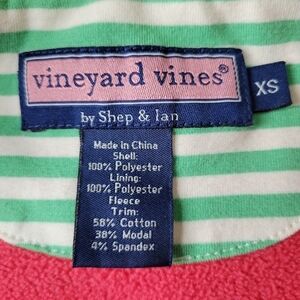 vineyard vines®
XS
by Shep & Ian
Made in China
Shell:
100% Polyester
Lining:
100% Polyester
Fleece
Trim:
58% Cotton
38% Modal
4% Spandex